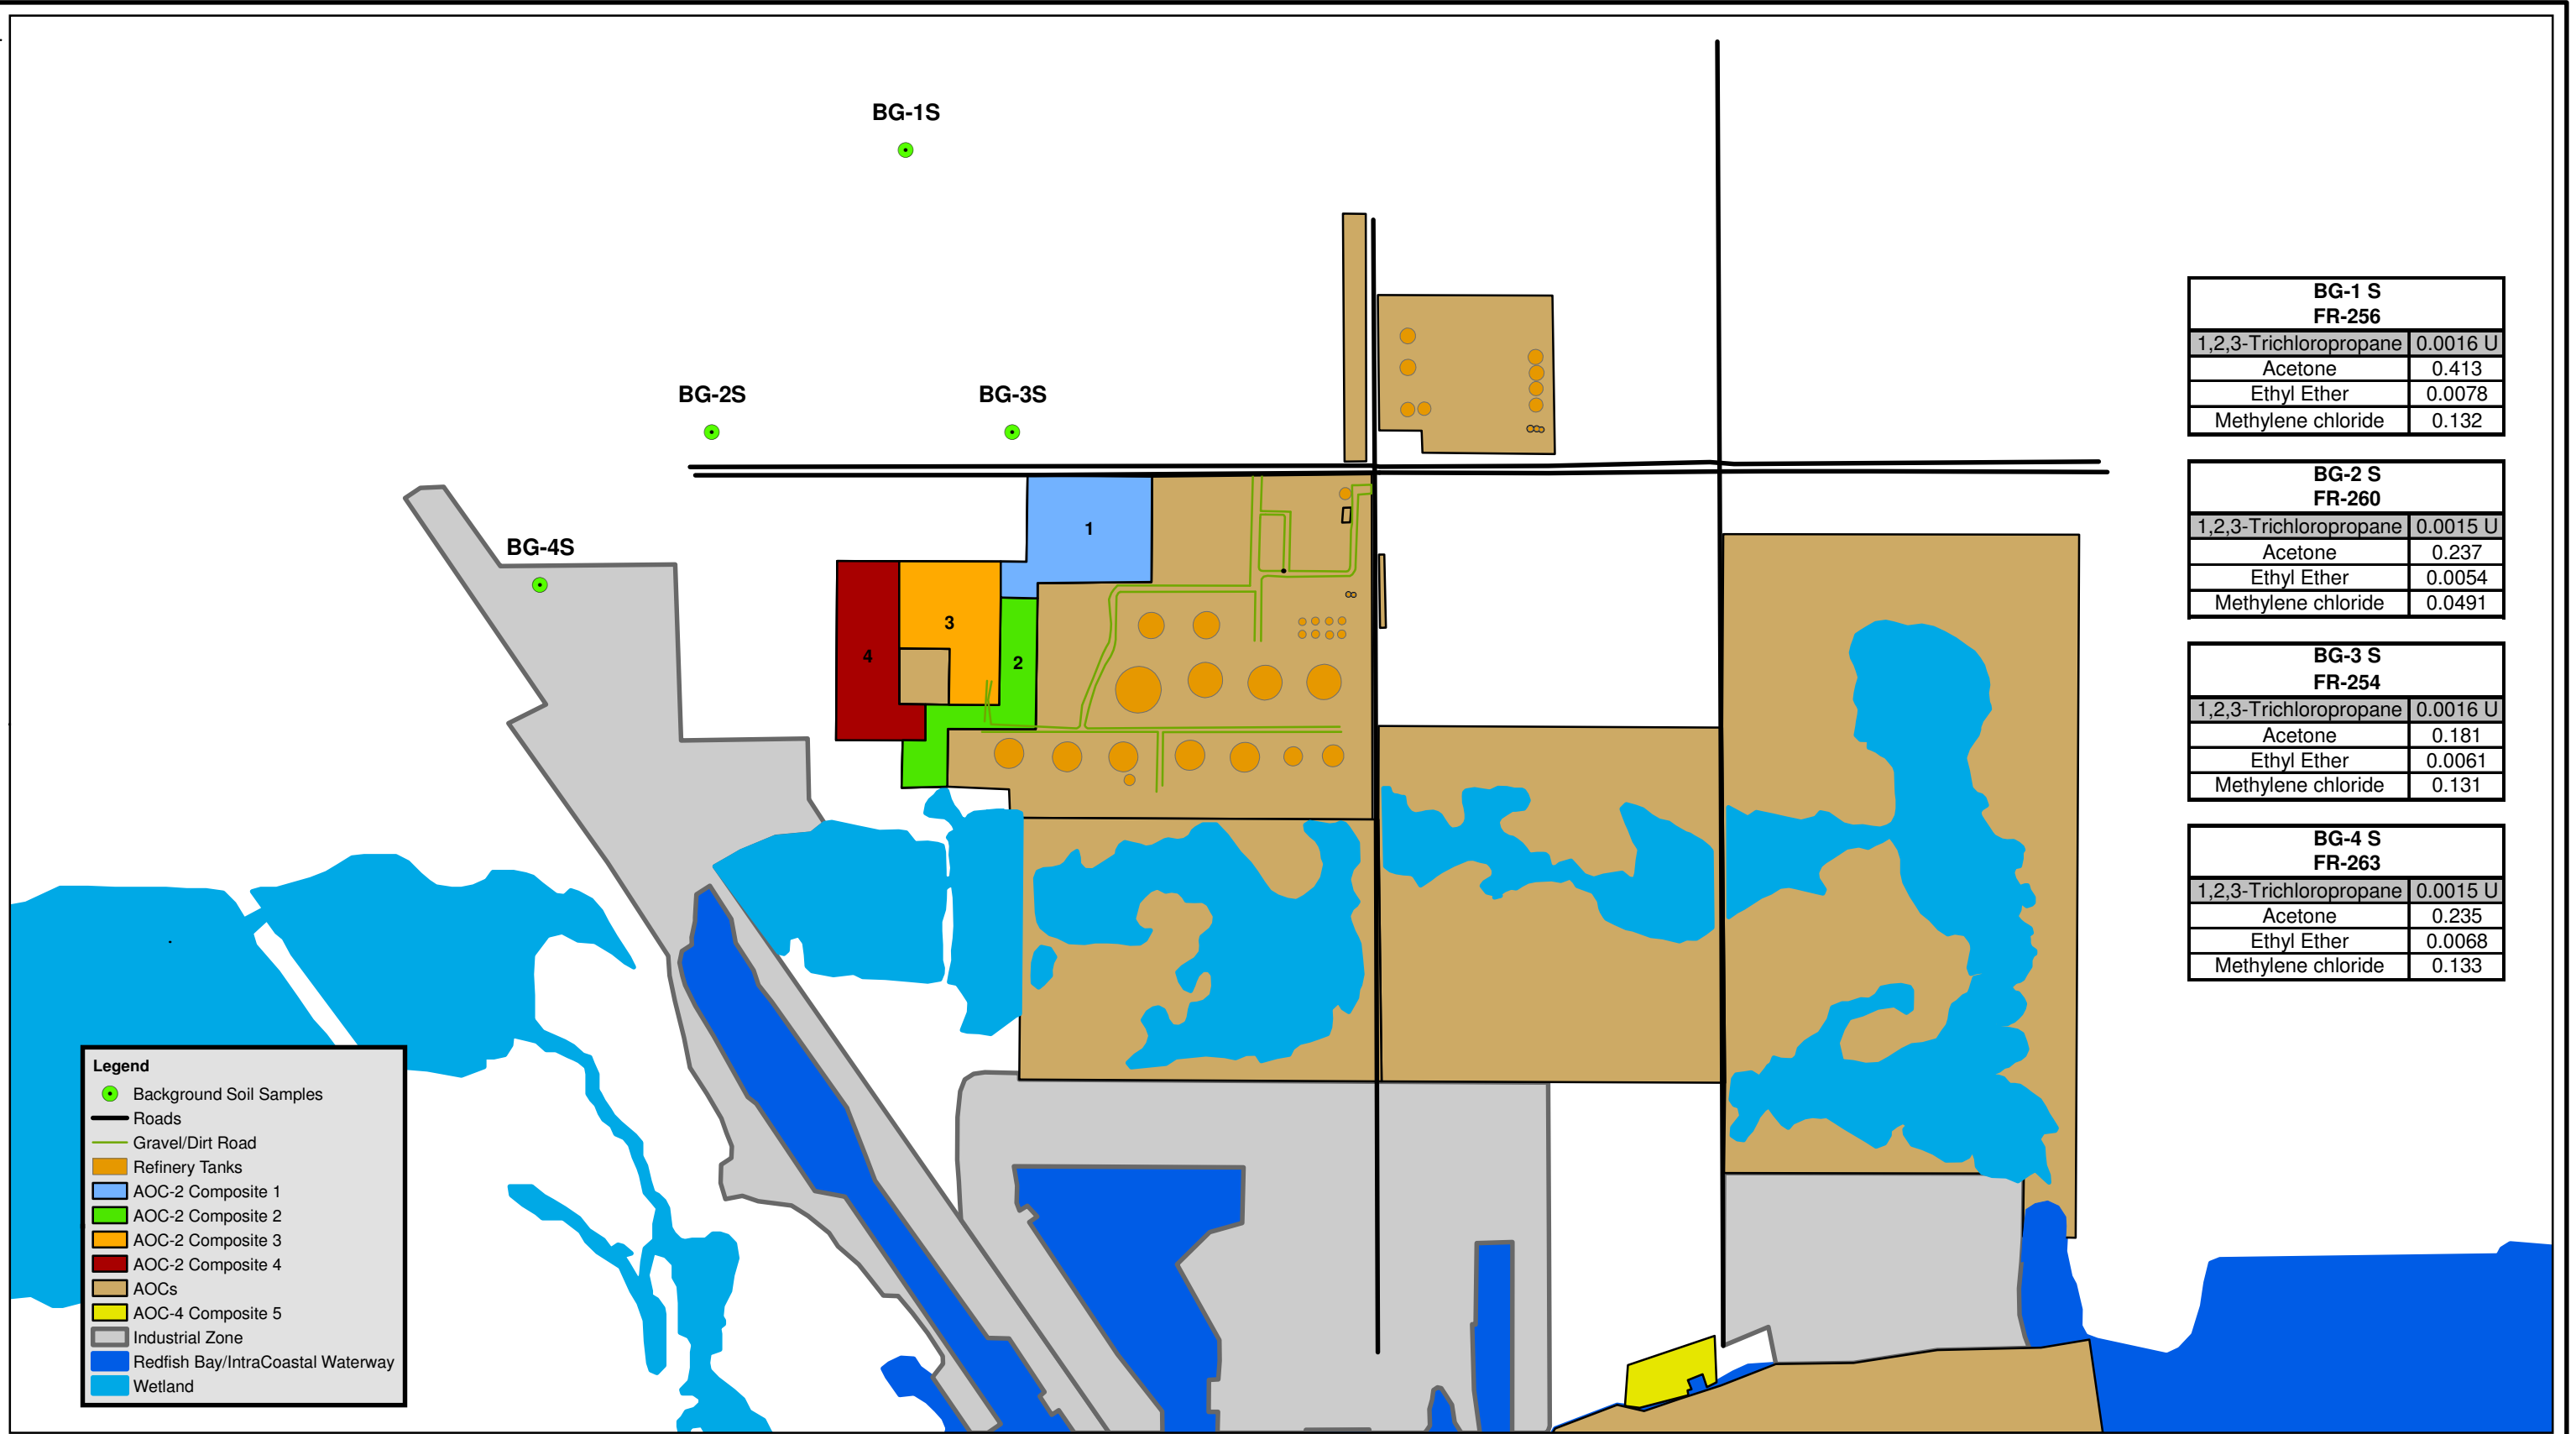 BG-1S
BG-2S
BG-3S
BG-4S
1
3
2
4
BG-1 S
FR-256
1,2,3-Trichloropropane 0.0016 U
Acetone 0.413
Ethyl Ether 0.0078
Methylene chloride 0.132
BG-2 S
FR-260
1,2,3-Trichloropropane 0.0015 U
Acetone 0.237
Ethyl Ether 0.0054
Methylene chloride 0.0491
BG-3 S
FR-254
1,2,3-Trichloropropane 0.0016 U
Acetone 0.181
Ethyl Ether 0.0061
Methylene chloride 0.131
BG-4 S
FR-263
1,2,3-Trichloropropane 0.0015 U
Acetone 0.235
Ethyl Ether 0.0068
Methylene chloride 0.133
Legend
Background Soil Samples
Roads
Gravel/Dirt Road
Refinery Tanks
AOC-2 Composite 1
AOC-2 Composite 2
AOC-2 Composite 3
AOC-2 Composite 4
AOCs
AOC-4 Composite 5
Industrial Zone
Redfish Bay/IntraCoastal Waterway
Wetland